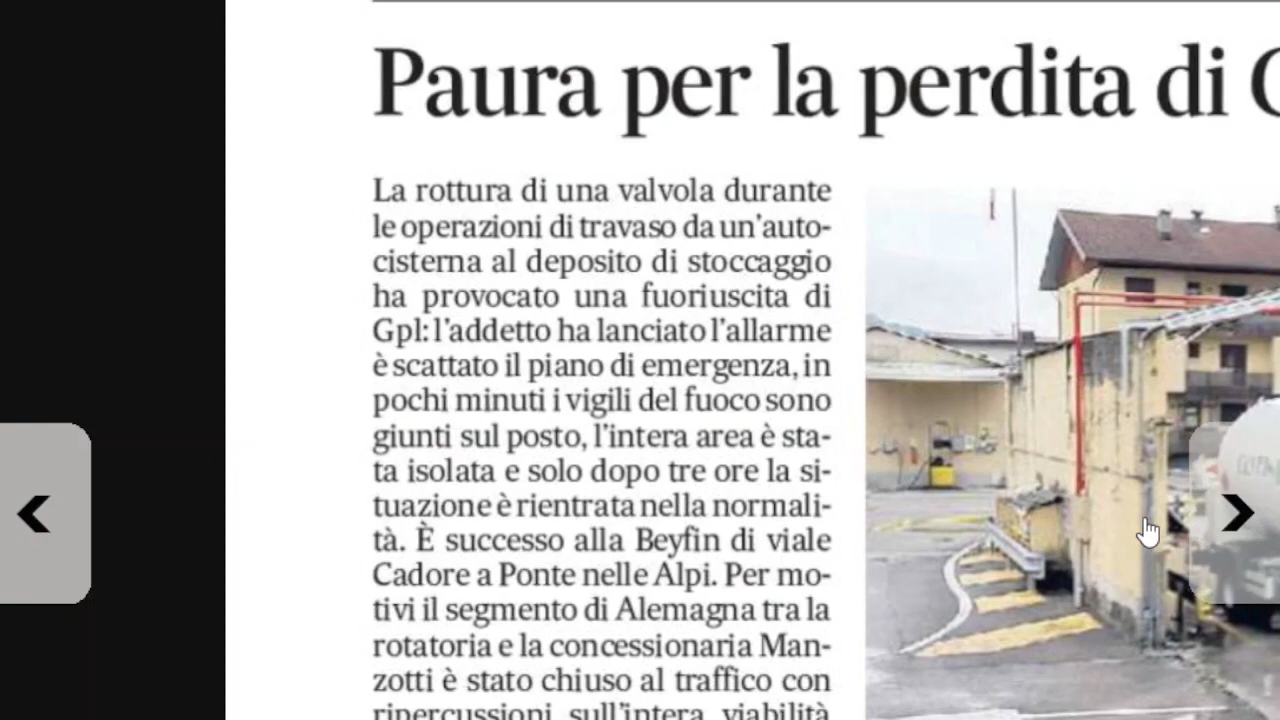 Paura per la perdita di
La rottura di una valvola durante
le operazioni di travaso da un'auto-
cisterna al deposito di stoccaggio
ha provocato una fuoriuscita di
Gpl: l'addetto ha lanciato l'allarme
è scattato il piano di emergenza, in
pochi minuti i vigili del fuoco sono
giunti sul posto, l'intera area è sta-
ta isolata e solo dopo tre ore la si-
tuazione è rientrata nella normali-
tà. È successo alla Beyfin di viale
Cadore a Ponte nelle Alpi. Per mo-
tivi il segmento di Alemagna tra la
rotatoria e la concessionaria Man-
zotti è stato chiuso al traffico con
ripercussioni sull'intera viabilità